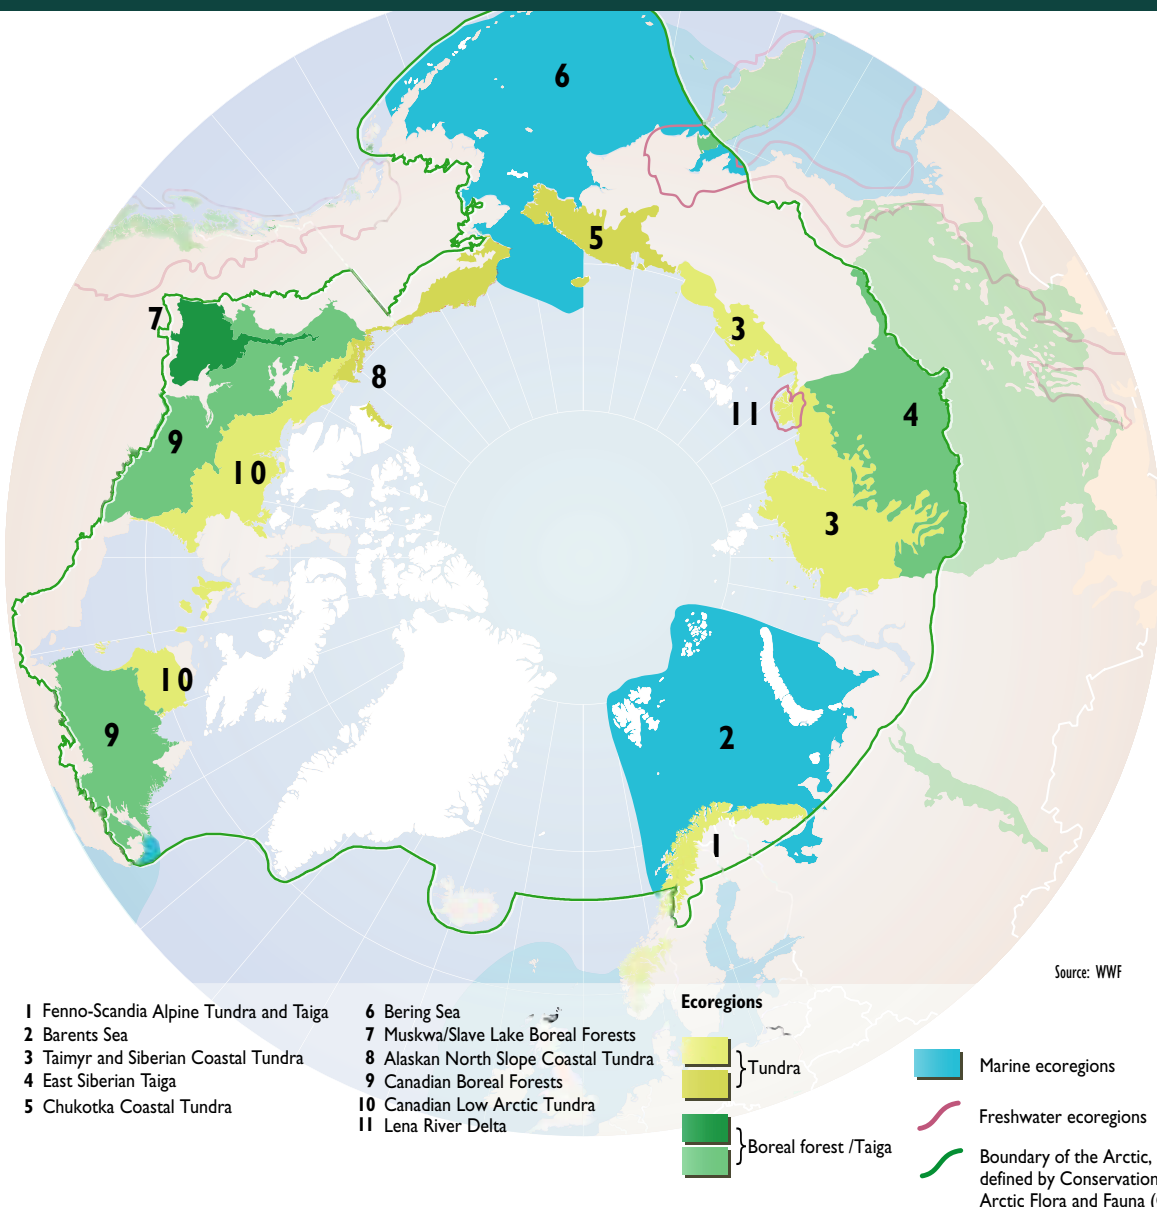 6
5
7
3
8
11
4
9
10
3
10
9
2
1
Source: WWF
1 Fenno-Scandia Alpine Tundra and Taiga
2 Barents Sea
3 Taimyr and Siberian Coastal Tundra
4 East Siberian Taiga
5 Chukotka Coastal Tundra
6 Bering Sea
7 Muskwa/Slave Lake Boreal Forests
8 Alaskan North Slope Coastal Tundra
9 Canadian Boreal Forests
10 Canadian Low Arctic Tundra
11 Lena River Delta
Ecoregions
Tundra
Boreal forest /Taiga
Marine ecoregions
Freshwater ecoregions
Boundary of the Arctic,
defined by Conservation
Arctic Flora and Fauna (